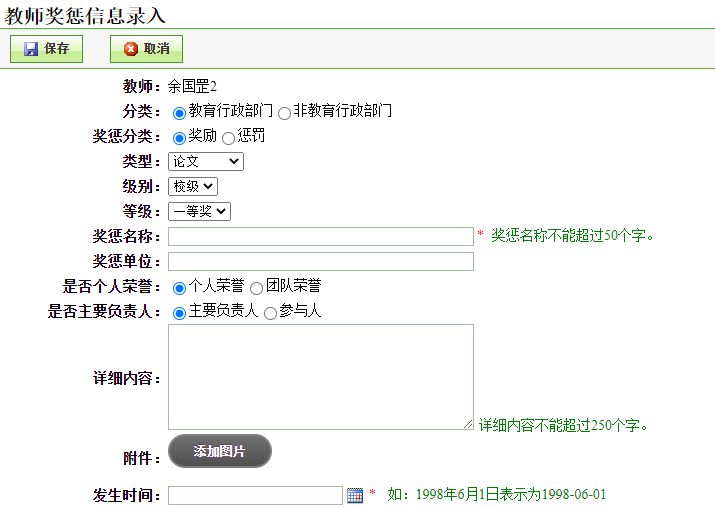 教师奖惩信息录入
保存 取消
教师：余国罡2
分类：教育行政部门 非教育行政部门
奖惩分类：奖励 惩罚
类型：论文
级别：校级
等级：一等奖
奖惩名称： * 奖惩名称不能超过50个字。
奖惩单位：
是否个人荣誉：个人荣誉 团队荣誉
是否主要负责人：主要负责人 参与人
详细内容： 详细内容不能超过250个字。
附件：添加图片
发生时间： * 如：1998年6月1日表示为1998-06-01